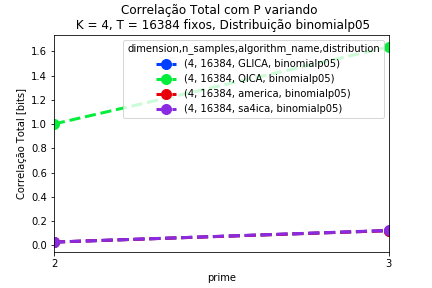 Correlação Total com P variando
K = 4, T = 16384 fixos, Distribuição binomialp05
dimension,n_samples,algorithm_name,distribution
(4, 16384, GLICA, binomialp05)
(4, 16384, QICA, binomialp05)
(4, 16384, america, binomialp05)
(4, 16384, sa4ica, binomialp05)
Correlação Total [bits]
1.6
1.4
1.2
1.0
0.8
0.6
0.4
0.2
0.0
2
3
prime